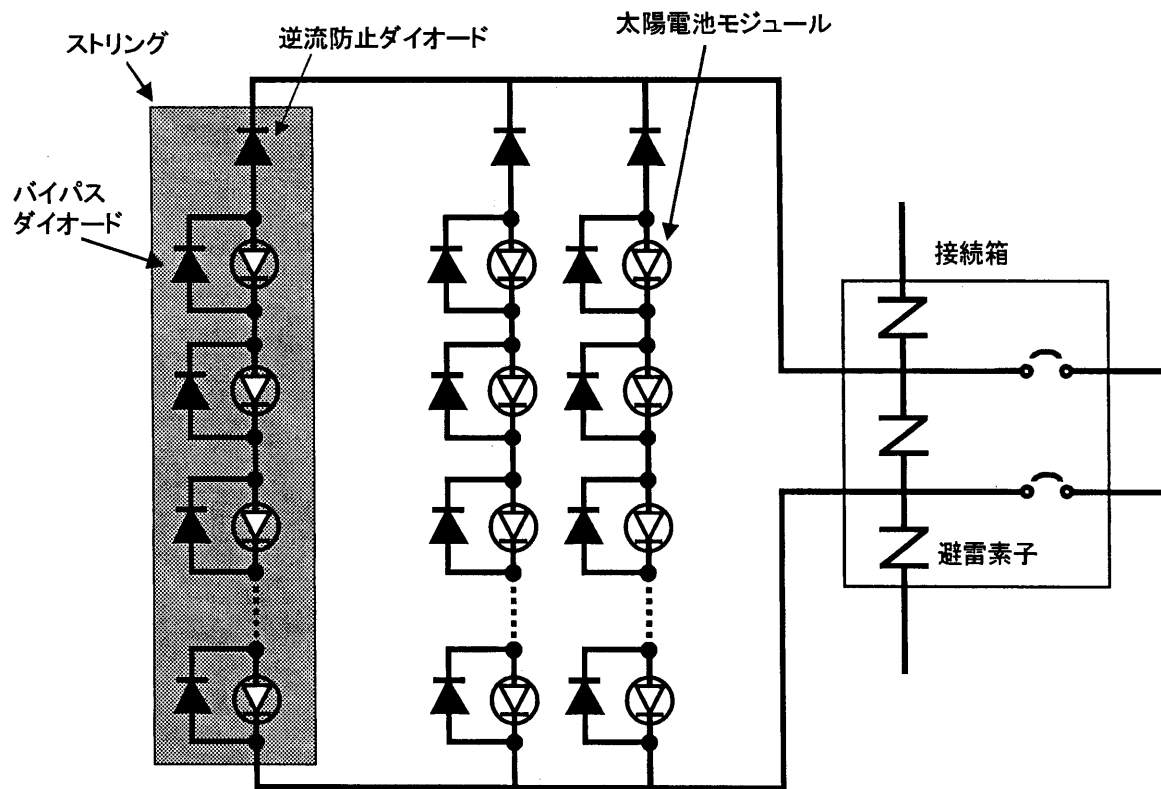 ストリング
逆流防止ダイオード
太陽電池モジュール
バイパス
ダイオード
接続箱
避雷素子